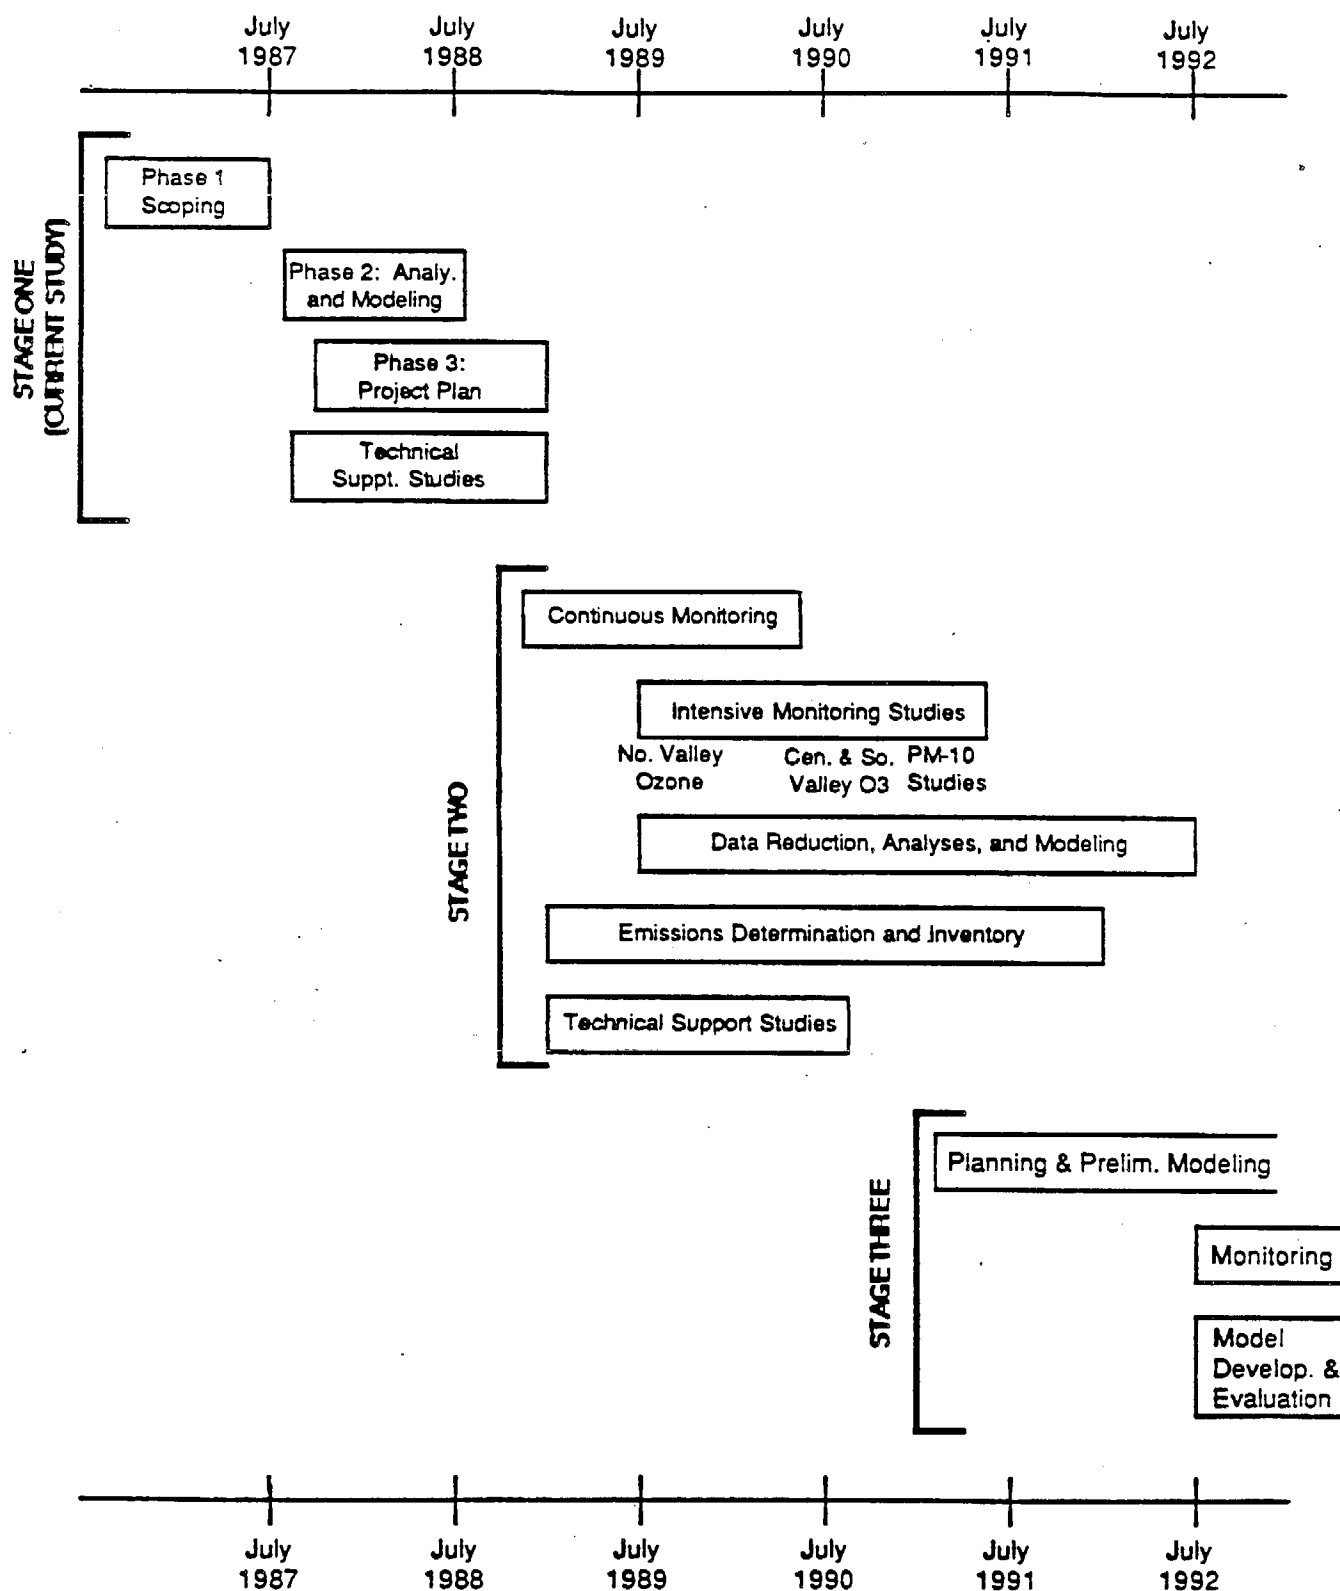 July July July July July July
1987 1988 1989 1990 1991 1992
STAGE ONE
(CURRENT STUDY)
Phase 1
Scoping
Phase 2: Analy.
and Modeling
Phase 3:
Project Plan
Technical
Suppt. Studies
STAGE TWO
Continuous Monitoring
Intensive Monitoring Studies
No. Valley Cen. & So. PM-10
Ozone Valley O3 Studies
Data Reduction, Analyses, and Modeling
Emissions Determination and Inventory
Technical Support Studies
STAGE THREE
Planning & Prelim. Modeling
Monitoring
Model
Develop. &
Evaluation
July July July July July July
1987 1988 1989 1990 1991 1992